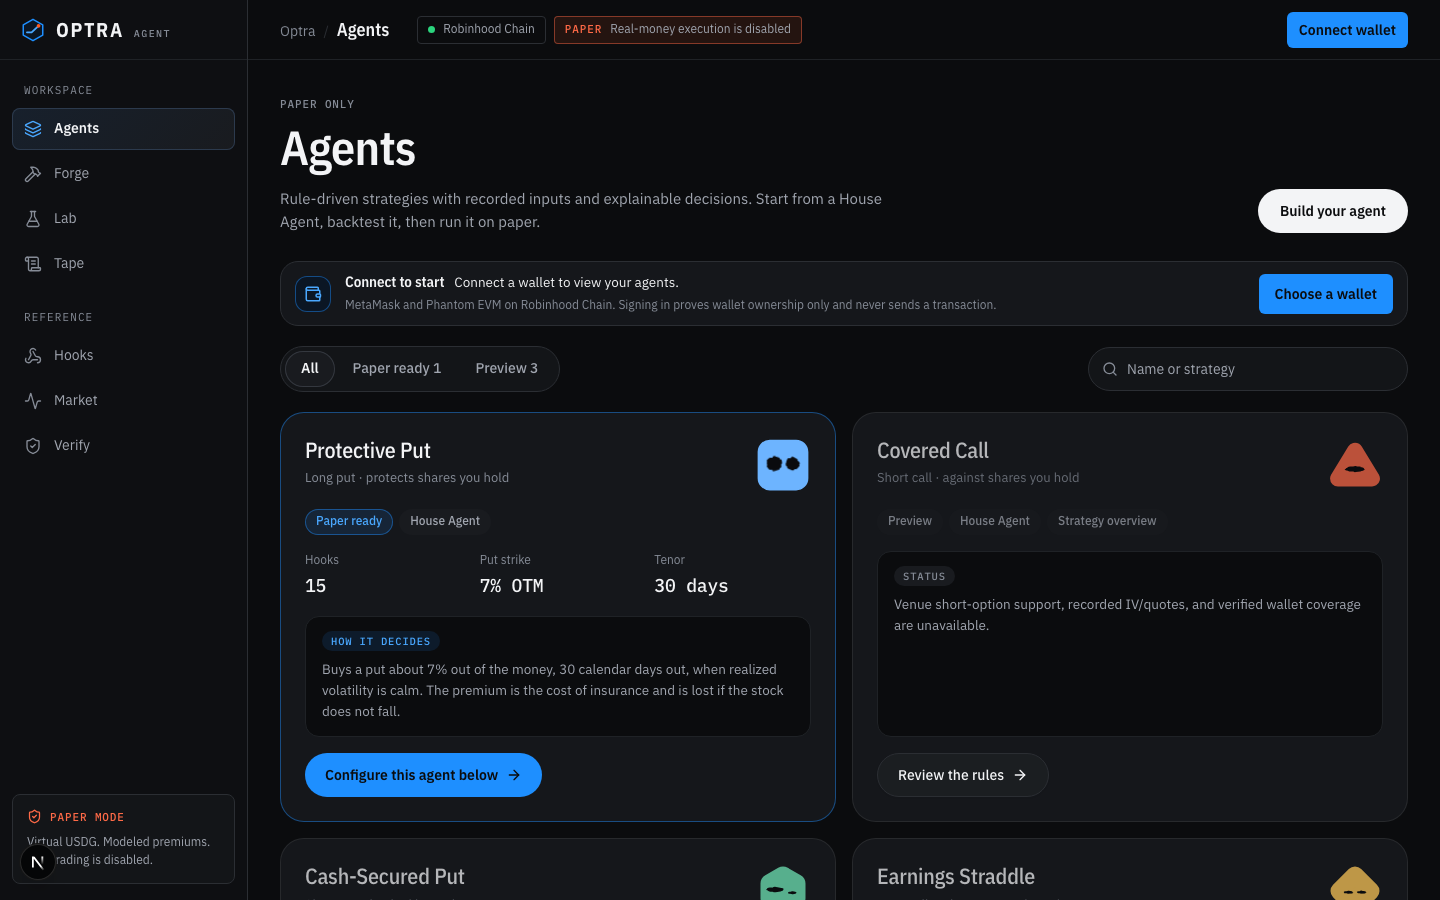 OPTRA AGENT
Optra / Agents
Robinhood Chain
PAPER Real-money execution is disabled
Connect wallet
WORKSPACE
Agents
Forge
Lab
Tape
REFERENCE
Hooks
Market
Verify
PAPER MODE
Virtual USDG. Modeled premiums.
rading is disabled.
N
PAPER ONLY
Agents
Rule-driven strategies with recorded inputs and explainable decisions. Start from a House
Agent, backtest it, then run it on paper.
Build your agent
Connect to start Connect a wallet to view your agents.
MetaMask and Phantom EVM on Robinhood Chain. Signing in proves wallet ownership only and never sends a transaction.
Choose a wallet
All
Paper ready 1
Preview 3
Name or strategy
Protective Put
Long put · protects shares you hold
Paper ready
House Agent
Hooks
Put strike
Tenor
15
7% OTM
30 days
HOW IT DECIDES
Buys a put about 7% out of the money, 30 calendar days out, when realized
volatility is calm. The premium is the cost of insurance and is lost if the stock
does not fall.
Configure this agent below
Covered Call
Short call · against shares you hold
Preview
House Agent
Strategy overview
STATUS
Venue short-option support, recorded IV/quotes, and verified wallet coverage
are unavailable.
Review the rules
Cash-Secured Put
Earnings Straddle